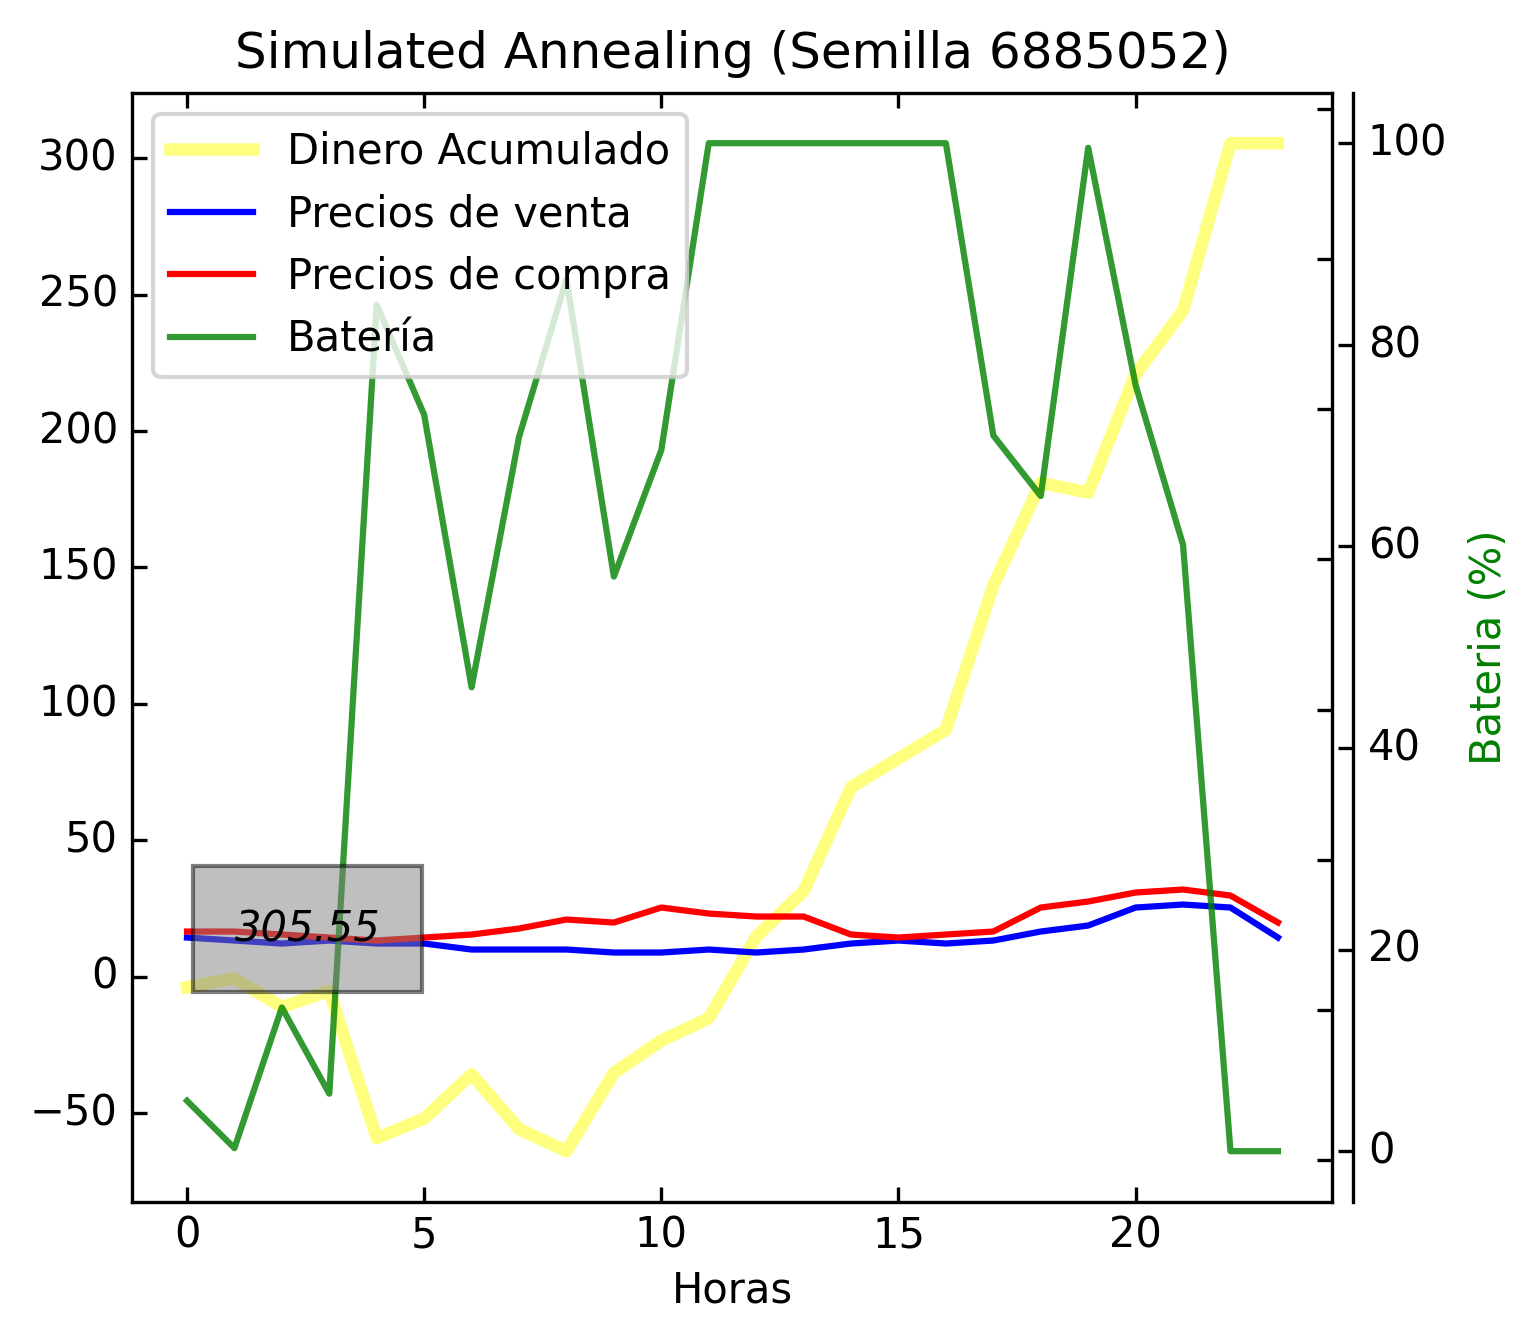 Simulated Annealing (Semilla 6885052)
Dinero Acumulado
Precios de venta
Precios de compra
Batería
300
250
200
150
100
50
0
−50
305.55
100
80
60
40
20
0
Bateria (%)
0 5 10 15 20
Horas